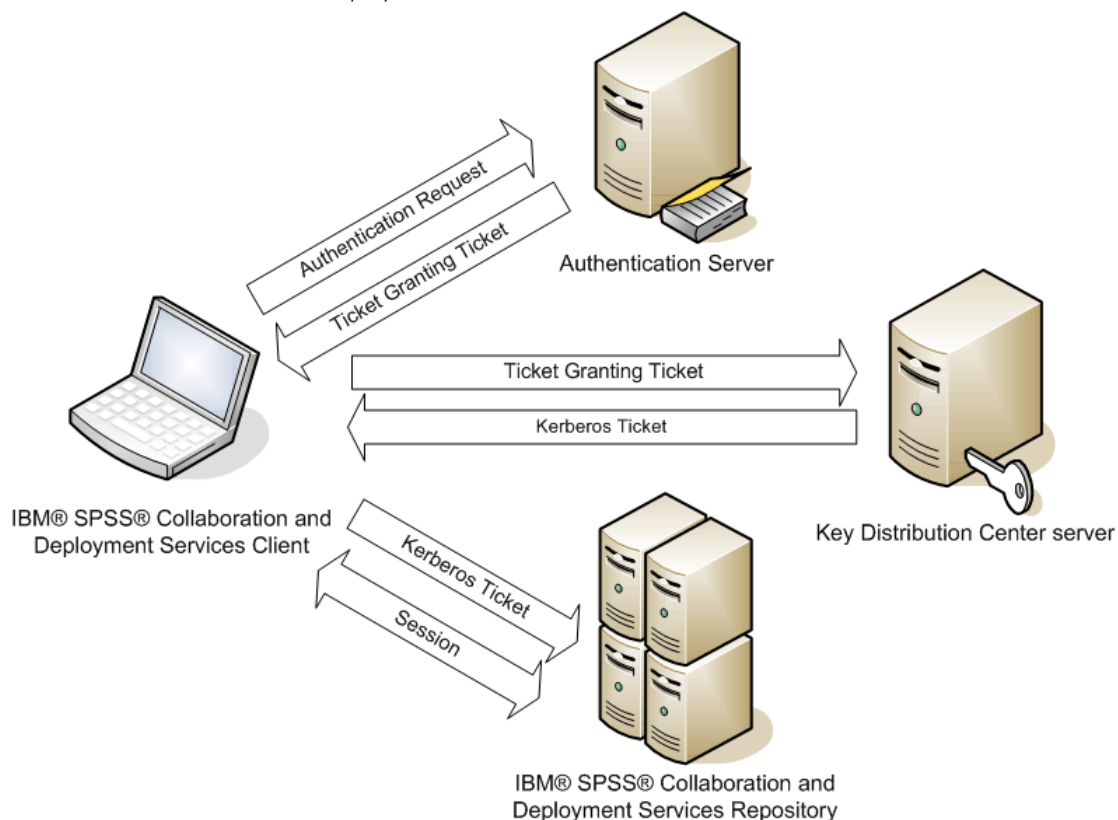 Authentication Request
Ticket Granting Ticket
Authentication Server
Ticket Granting Ticket
Kerberos Ticket
IBM® SPSS® Collaboration and
Deployment Services Client
Key Distribution Center server
Kerberos Ticket
Session
IBM® SPSS® Collaboration and
Deployment Services Repository